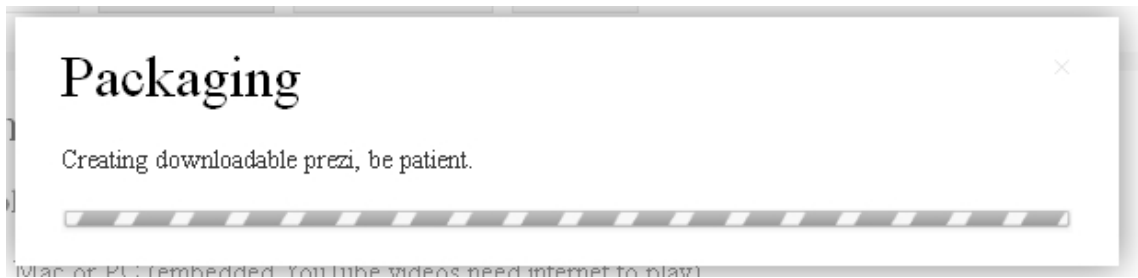 Packaging
×
Creating downloadable prezi, be patient.
Mac or PC (embedded YouTube videos need internet to play)